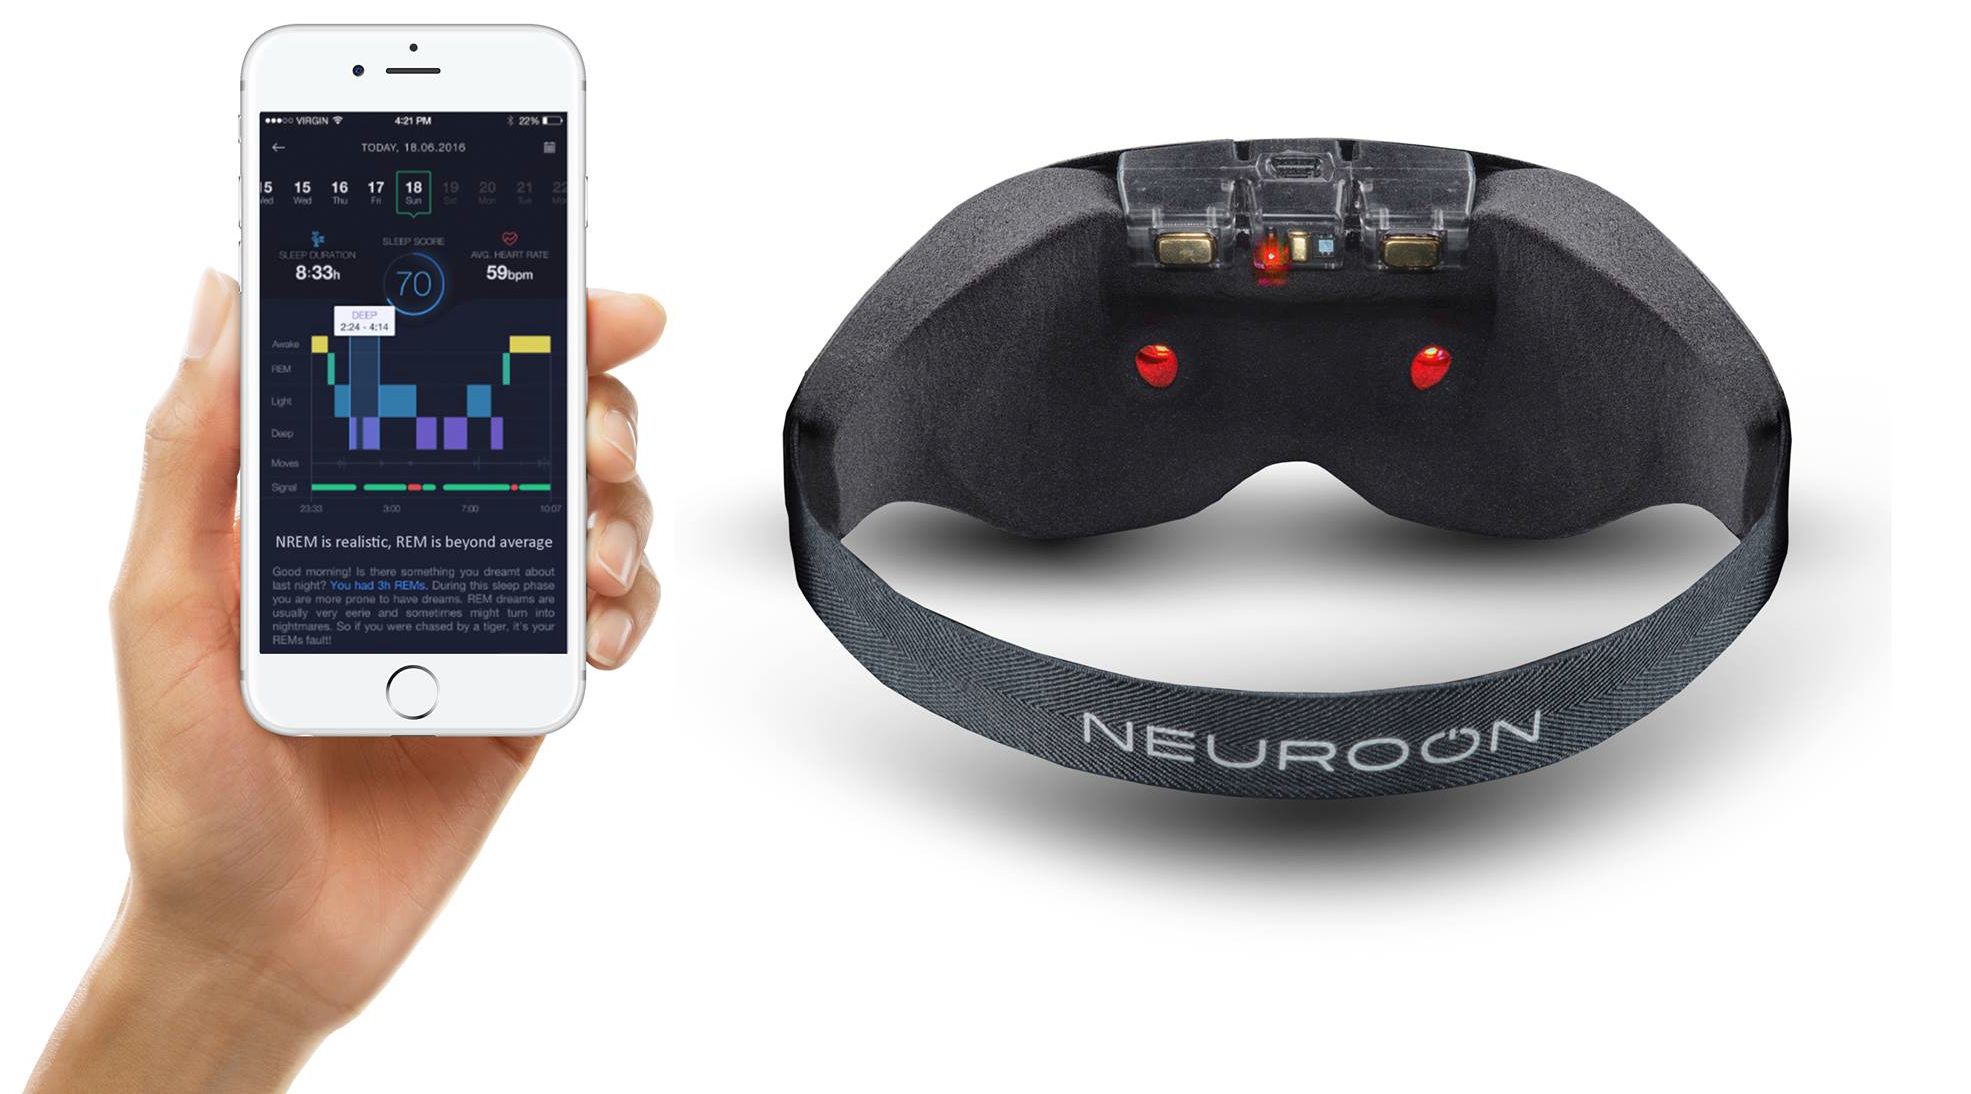 VIRGIN 4:21 PM 22%
TODAY, 18.06.2016
15 15 16 17 18 19 20 21 22
Wed Thu Fri Sun Sat Mon Tue
SLEEP DURATION SLEEP SCORE AVG. HEART RATE
8:33h 70 59bpm
DEEP
2:24 - 4:14
Awake
REM
Light
Deep
Moves
Signal
23:33 3:00 7:00 10:07
NREM is realistic, REM is beyond average
Good morning! Is there something you dreamt about
last night? You had 3h REMs. During this sleep phase
you are more prone to have dreams. REM dreams are
usually very eerie and sometimes might turn into
nightmares. So if you were chased by a tiger, it's your
REMs fault!
NEUROON